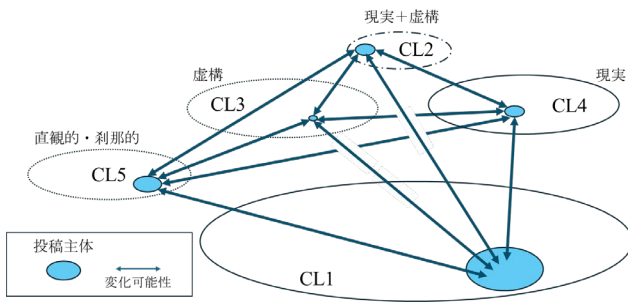 現実＋虚構
CL2
虚構
CL3
現実
CL4
直観的・刹那的
CL5
CL1
投稿主体
変化可能性